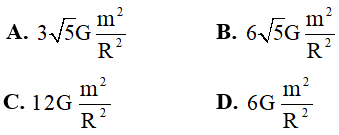 A. 3√5G m²/R² B. 6√5G m²/R²
C. 12G m²/R² D. 6G m²/R²